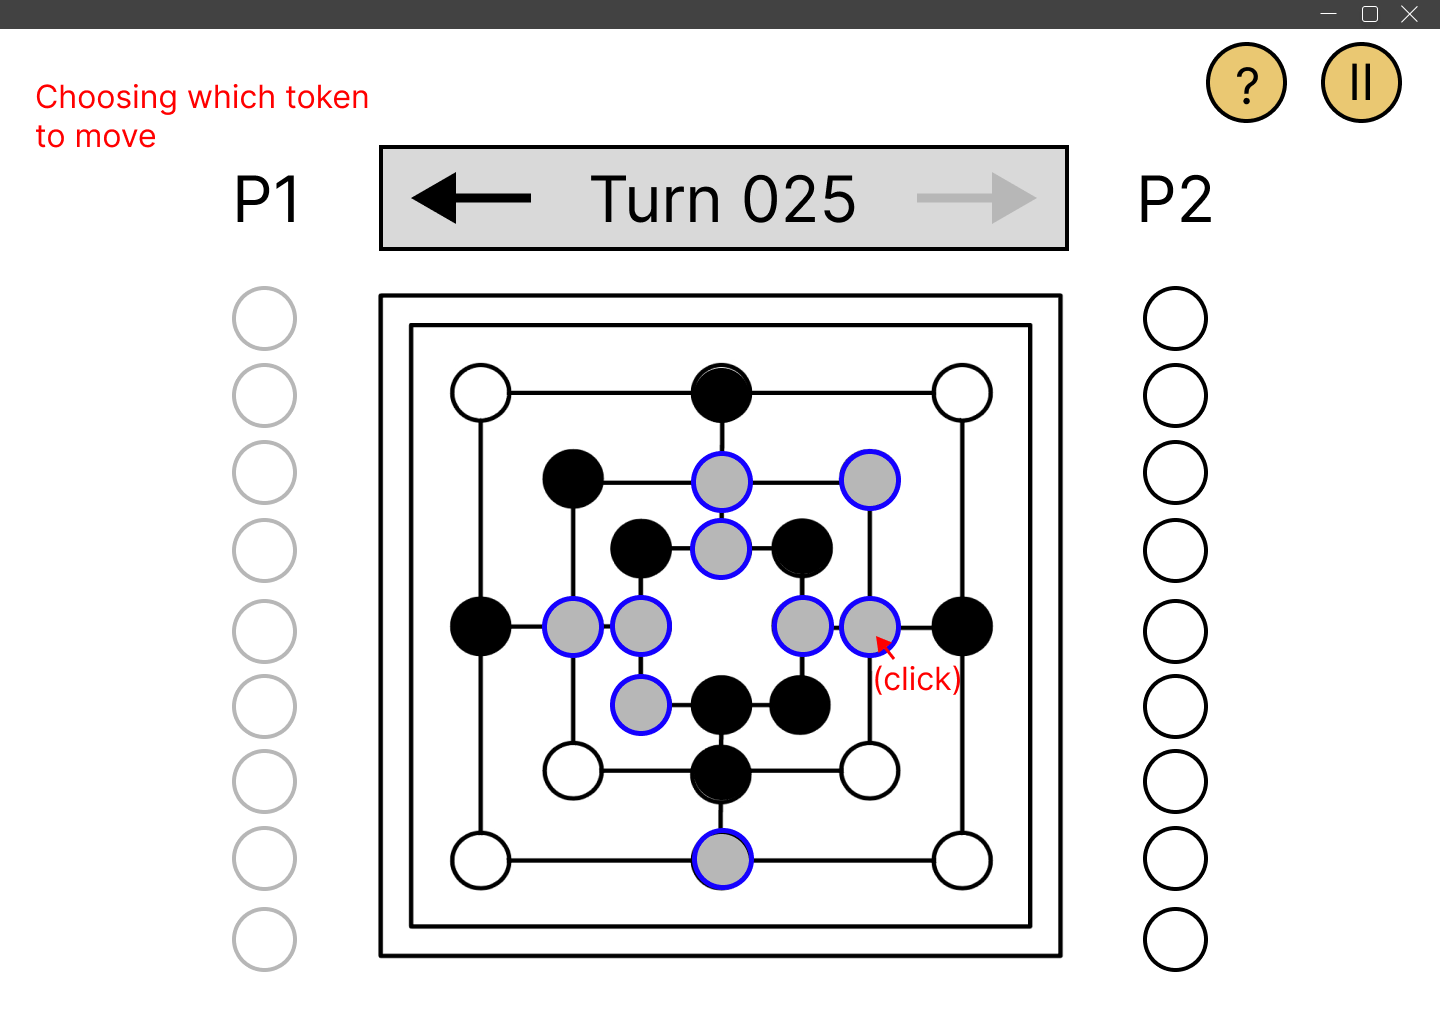 ?
Choosing which token
to move
P1
Turn 025
P2
(click)